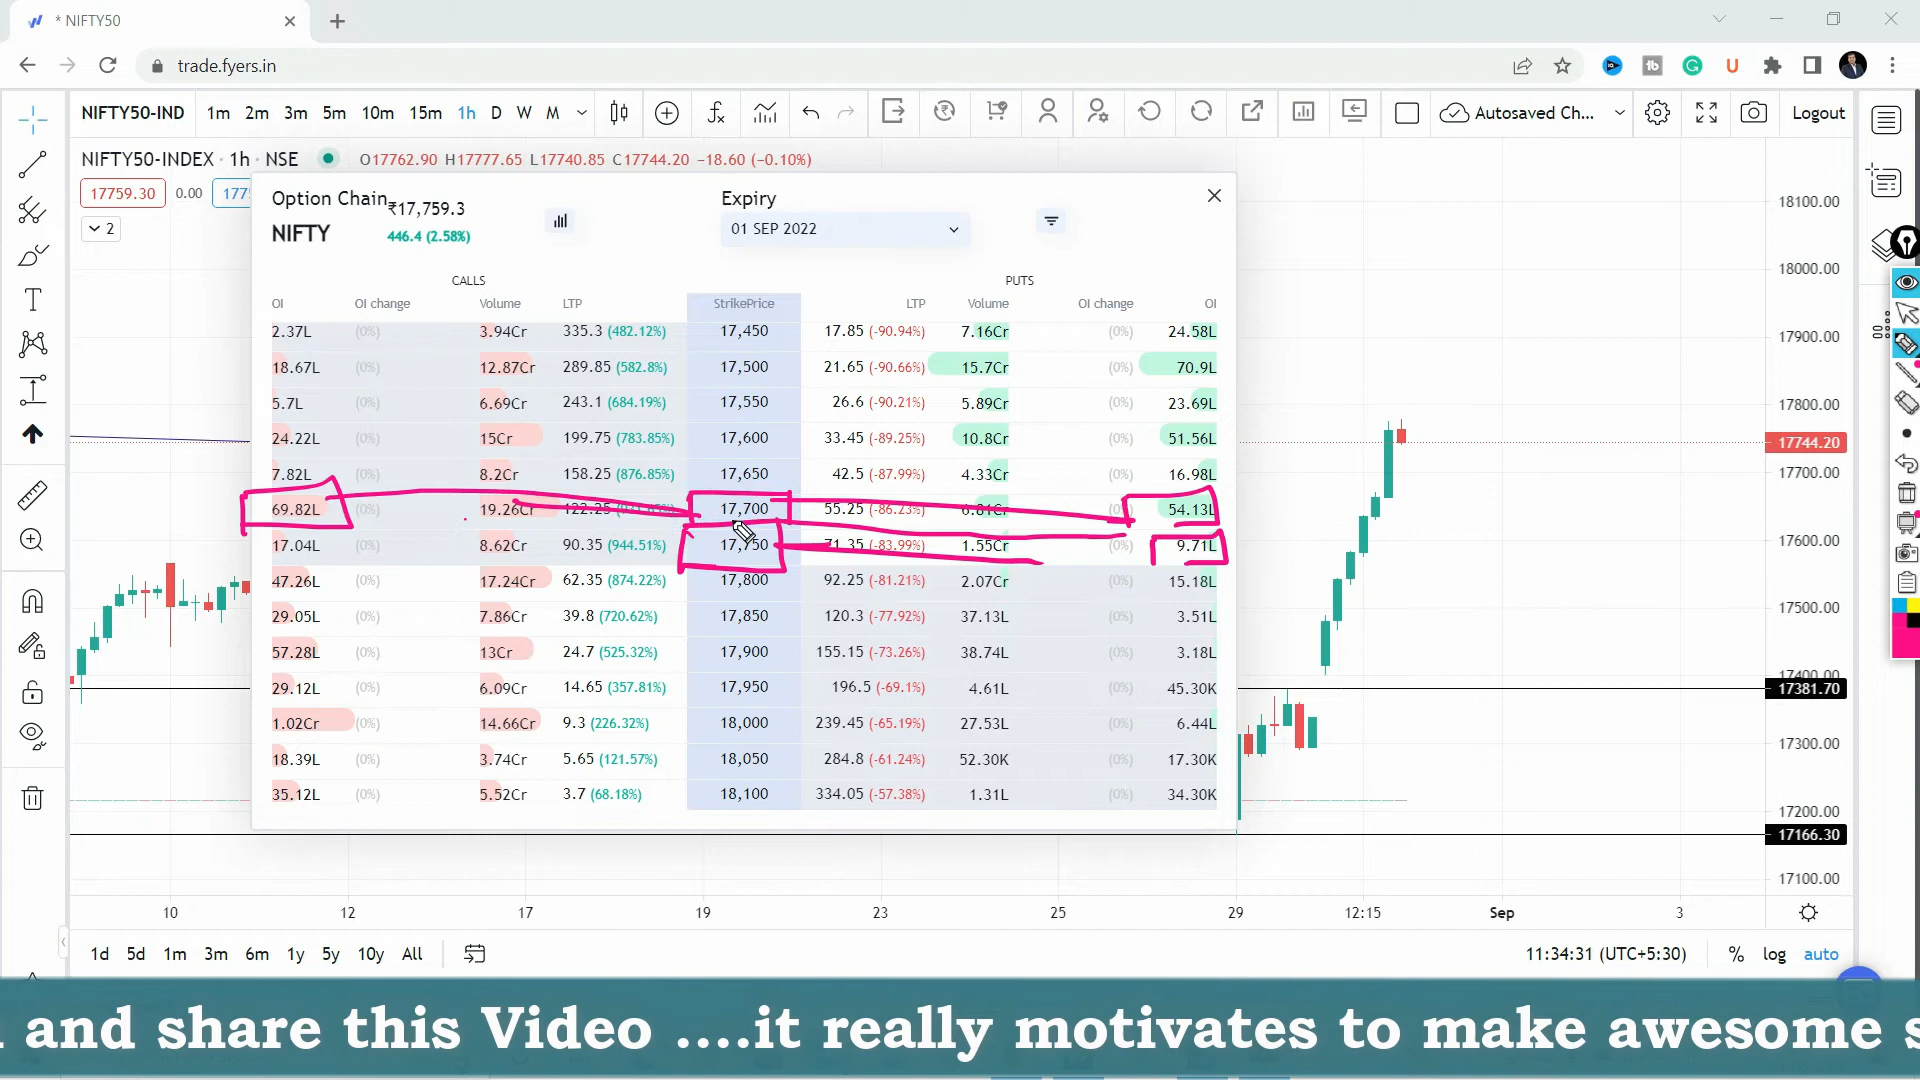 * NIFTY50
trade.fyers.in
NIFTY50-IND 1m 2m 3m 5m 10m 15m 1h D W M Autosaved Ch... Logout
NIFTY50-INDEX · 1h · NSE O17762.90 H17777.65 L17740.85 C17744.20 −18.60 (−0.10%)
17759.30 0.00 177
2
Option Chain ₹17,759.3 Expiry
NIFTY 446.4 (2.58%) 01 SEP 2022
CALLS PUTS
OI OI change Volume LTP StrikePrice LTP Volume OI change OI
2.37L (0%) 3.94Cr 335.3 (482.12%) 17,450 17.85 (-90.94%) 7.16Cr (0%) 24.58L
18.67L (0%) 12.87Cr 289.85 (582.8%) 17,500 21.65 (-90.66%) 15.7Cr (0%) 70.9L
5.7L (0%) 6.69Cr 243.1 (684.19%) 17,550 26.6 (-90.21%) 5.89Cr (0%) 23.69L
24.22L (0%) 15Cr 199.75 (783.85%) 17,600 33.45 (-89.25%) 10.8Cr (0%) 51.56L
7.82L (0%) 8.2Cr 158.25 (876.85%) 17,650 42.5 (-87.99%) 4.33Cr (0%) 16.98L
69.82L (0%) 19.26Cr 122.25 17,700 55.25 (-86.23%) 6.81Cr 54.13L
17.04L (0%) 8.62Cr 90.35 (944.51%) 17,750 71.35 (-83.99%) 1.55Cr (0%) 9.71L
47.26L (0%) 17.24Cr 62.35 (874.22%) 17,800 92.25 (-81.21%) 2.07Cr (0%) 15.18L
29.05L (0%) 7.86Cr 39.8 (720.62%) 17,850 120.3 (-77.92%) 37.13L (0%) 3.51L
57.28L (0%) 13Cr 24.7 (525.32%) 17,900 155.15 (-73.26%) 38.74L (0%) 3.18L
29.12L (0%) 6.09Cr 14.65 (357.81%) 17,950 196.5 (-69.1%) 4.61L (0%) 45.30K
1.02Cr (0%) 14.66Cr 9.3 (226.32%) 18,000 239.45 (-65.19%) 27.53L (0%) 6.44L
18.39L (0%) 3.74Cr 5.65 (121.57%) 18,050 284.8 (-61.24%) 52.30K (0%) 17.30K
35.12L (0%) 5.52Cr 3.7 (68.18%) 18,100 334.05 (-57.38%) 1.31L (0%) 34.30K
18100.00
18000.00
17900.00
17800.00
17744.20
17700.00
17600.00
17500.00
17400.00
17381.70
17300.00
17200.00
17166.30
17100.00
10 12 17 19 23 25 29 12:15 Sep 3
1d 5d 1m 3m 6m 1y 5y 10y All 11:34:31 (UTC+5:30) % log auto
and share this Video ....it really motivates to make awesome s